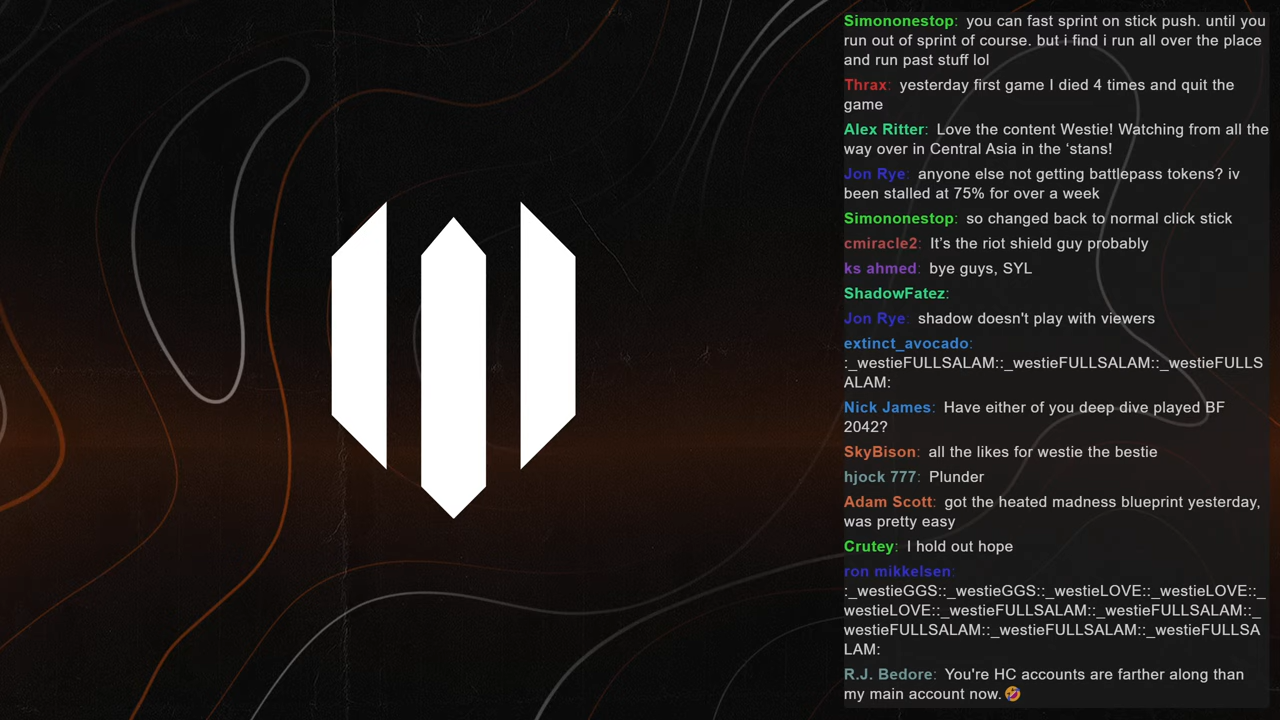 Simononestop: you can fast sprint on stick push. until you
run out of sprint of course. but i find i run all over the place
and run past stuff lol
Thrax: yesterday first game I died 4 times and quit the
game
Alex Ritter: Love the content Westie! Watching from all the
way over in Central Asia in the ‘stans!
Jon Rye: anyone else not getting battlepass tokens? iv
been stalled at 75% for over a week
Simononestop: so changed back to normal click stick
cmiracle2: It’s the riot shield guy probably
ks ahmed: bye guys, SYL
ShadowFatez:
Jon Rye: shadow doesn't play with viewers
extinct_avocado:
:_westieFULLSALAM::_westieFULLSALAM::_westieFULLS
ALAM:
Nick James: Have either of you deep dive played BF
2042?
SkyBison: all the likes for westie the bestie
hjock 777: Plunder
Adam Scott: got the heated madness blueprint yesterday,
was pretty easy
Crutey: I hold out hope
ron mikkelsen:
:_westieGGS::_westieGGS::_westieLOVE::_westieLOVE::_
westieLOVE::_westieFULLSALAM::_westieFULLSALAM::_
westieFULLSALAM::_westieFULLSALAM::_westieFULLSA
LAM:
R.J. Bedore: You're HC accounts are farther along than
my main account now.🤣